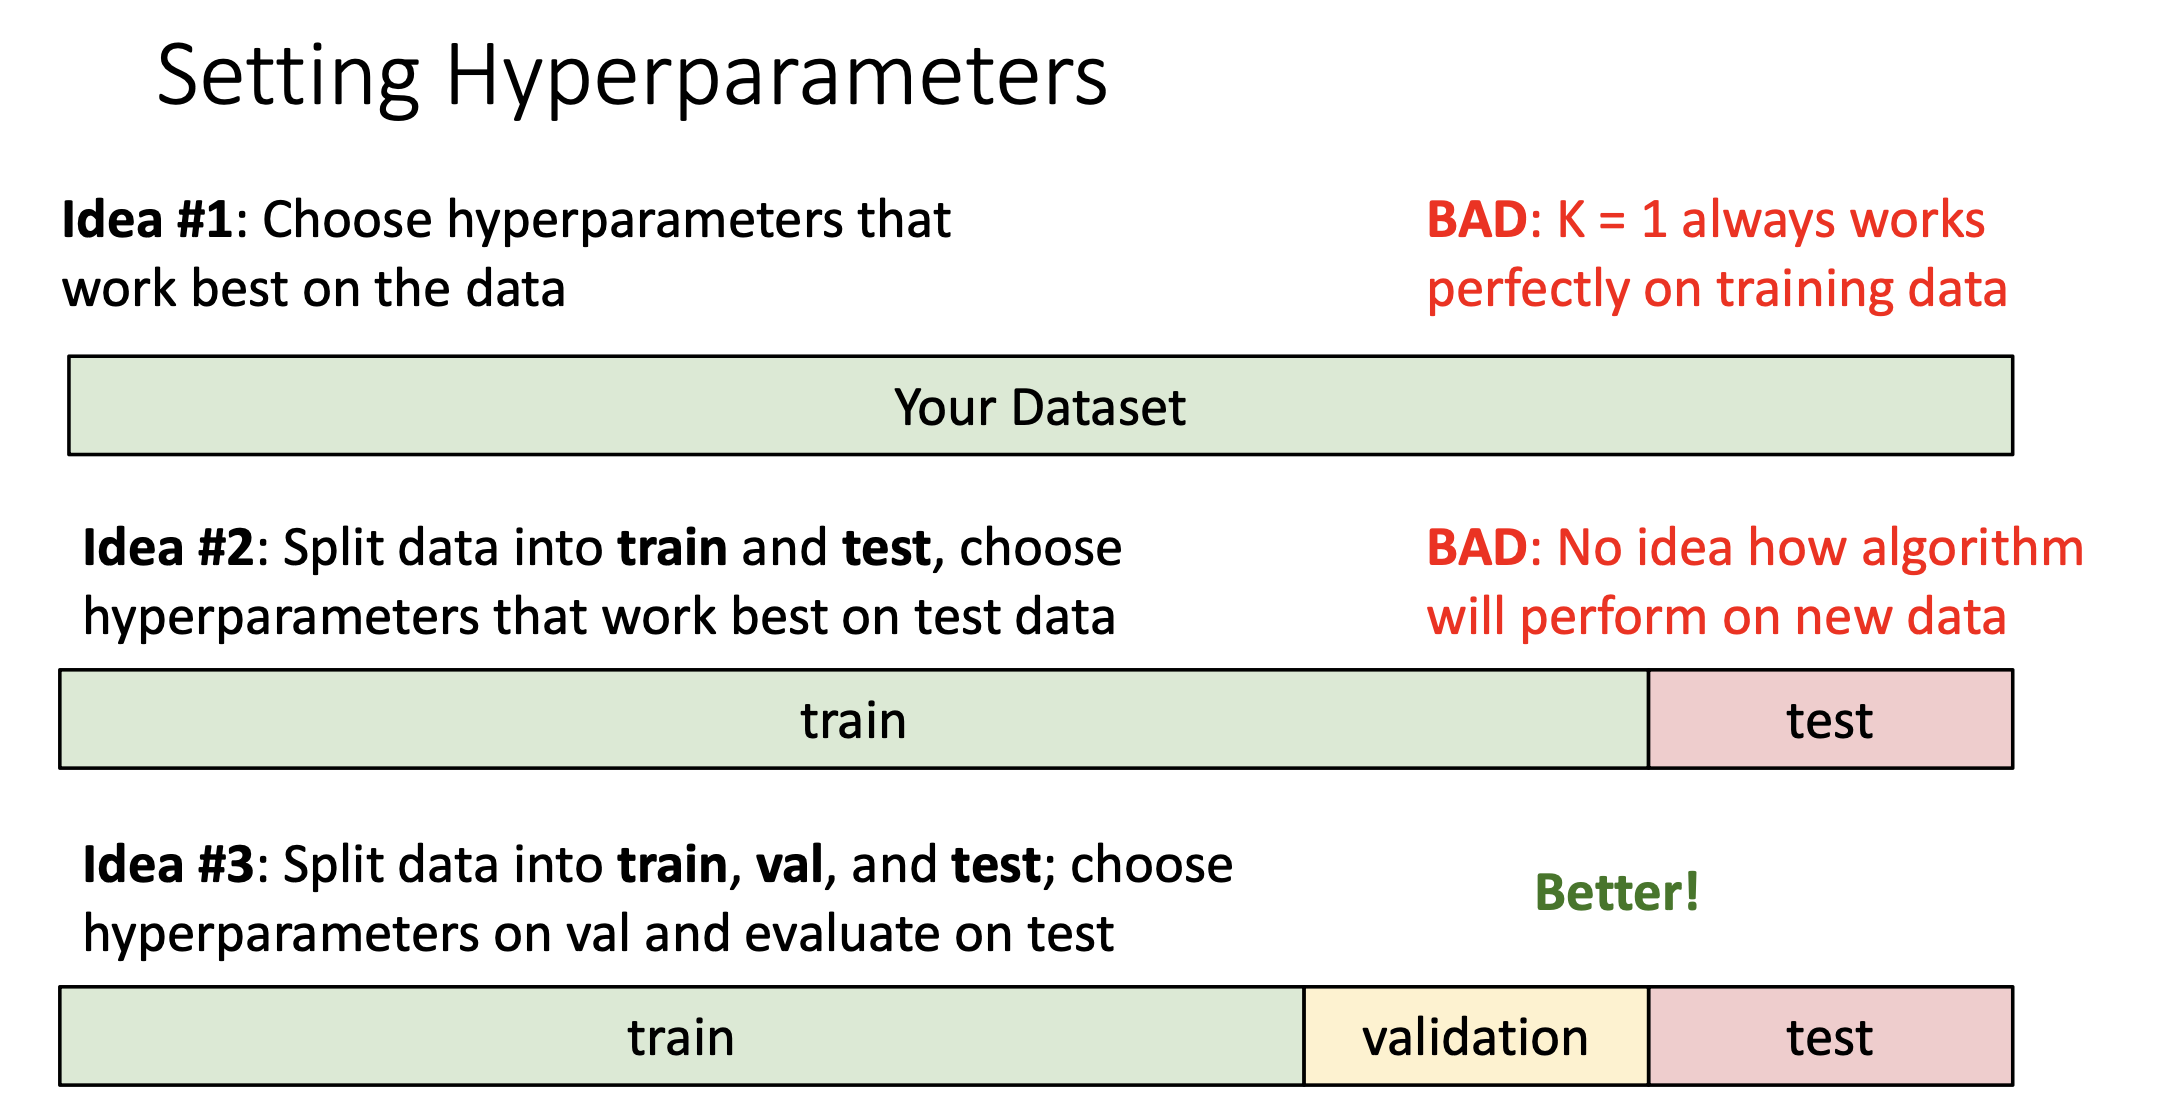 Setting Hyperparameters
Idea #1: Choose hyperparameters that
work best on the data
BAD: K = 1 always works
perfectly on training data
Your Dataset
Idea #2: Split data into train and test, choose
hyperparameters that work best on test data
BAD: No idea how algorithm
will perform on new data
train
test
Idea #3: Split data into train, val, and test; choose
hyperparameters on val and evaluate on test
Better!
train
validation
test